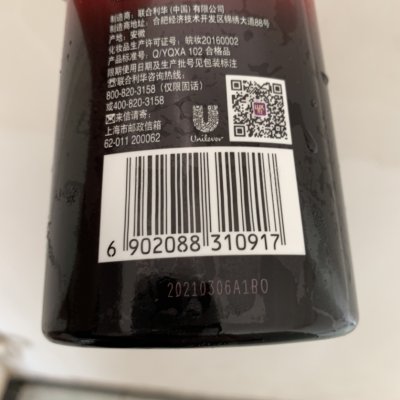 制造商：联合利华（中国）有限公司
制造商地址：合肥经济技术开发区锦绣大道88号
产地：安徽
化妆品生产许可证号：皖妆20160002
产品标准号：Q/YQXA 102 合格品
限期使用日期及生产批号见包装标注
☎联合利华咨询热线：
800-820-3158（仅限固话）
或400-820-3158
✉来信请寄：
上海市邮政信箱
62-011 200062
Unilever
6 902088 310917
20210306A1BO